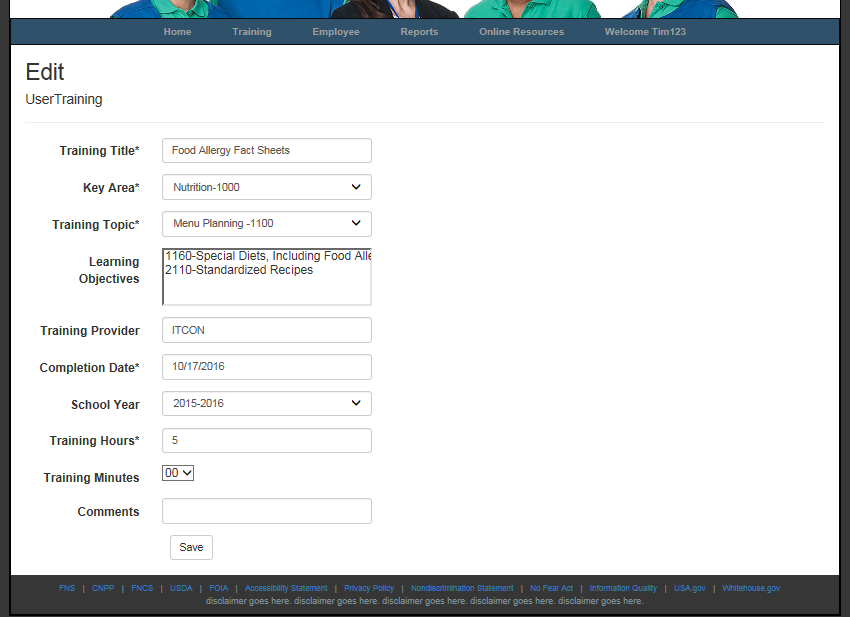 Home Training Employee Reports Online Resources Welcome Tim123
Edit
UserTraining
Training Title* Food Allergy Fact Sheets
Key Area* Nutrition-1000
Training Topic* Menu Planning -1100
Learning Objectives
1160-Special Diets, Including Food Alle
2110-Standardized Recipes
Training Provider ITCON
Completion Date* 10/17/2016
School Year 2015-2016
Training Hours* 5
Training Minutes 00
Comments
Save
FNS | CNPP | FNCS | USDA | FOIA | Accessibility Statement | Privacy Policy | Nondiscrimination Statement | No Fear Act | Information Quality | USA.gov | Whitehouse.gov
disclaimer goes here. disclaimer goes here. disclaimer goes here. disclaimer goes here. disclaimer goes here.